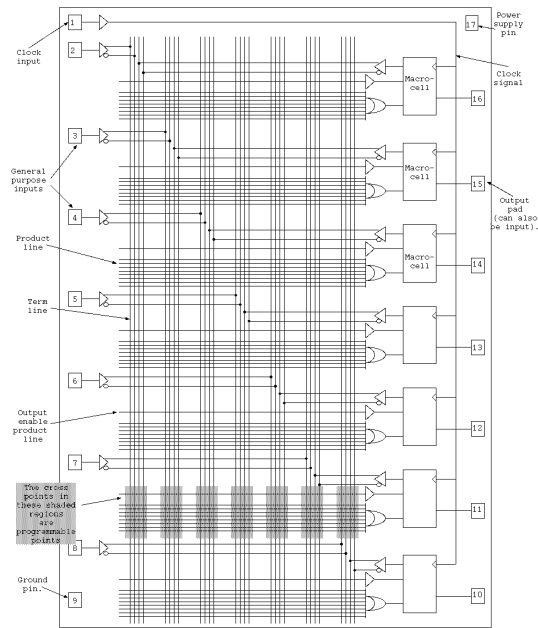 1
Clock
input
2
17
Power
supply
pin
Clock
signal
Macro-
cell
16
3
General
purpose
inputs
4
Macro-
cell
15
Output
pad
(can also
be input).
Product
line
Macro-
cell
14
5
Term
line
13
6
Output
enable
product
line
12
7
The cross
points in
these shaded
regions
are
programmable
points
11
8
Ground
pin.
9
10